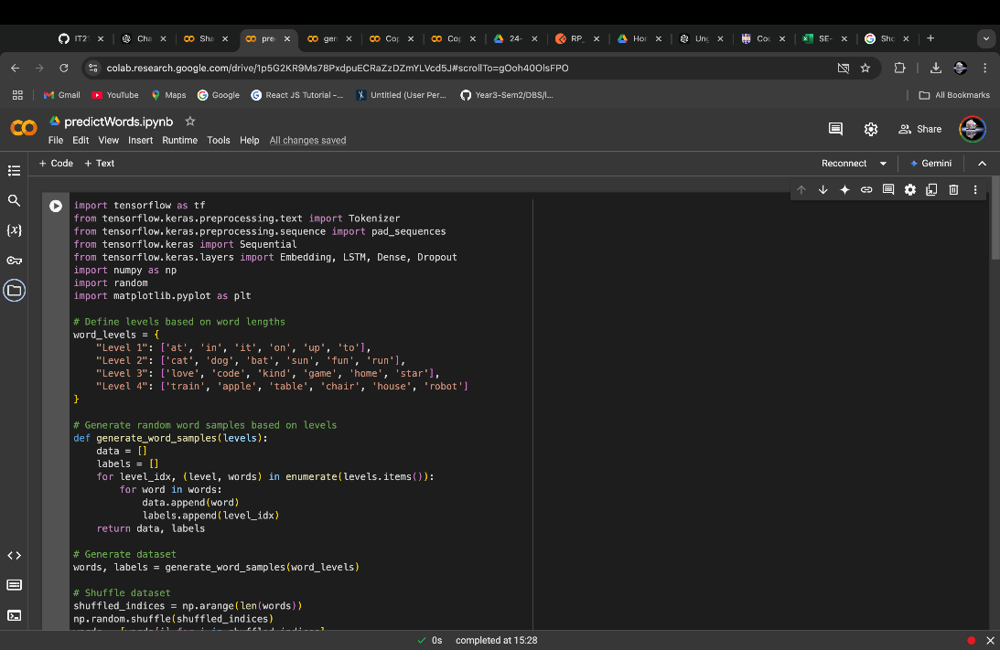 IT21
Cha
Sha
pre
gen
Cop
Cop
24-
RP_
Hor
Ung
Cou
SE-
Sho
colab.research.google.com/drive/1p5G2KR9Ms78PxdpuECRaZzDZmYLVcd5J#scrollTo=gOoh40OlsFPO
Gmail
YouTube
Maps
Google
React JS Tutorial -...
Untitled (User Per...
Year3-Sem2/DBS/l...
All Bookmarks
predictWords.ipynb
File Edit View Insert Runtime Tools Help All changes saved
Share
+ Code + Text
Reconnect
Gemini
import tensorflow as tf
from tensorflow.keras.preprocessing.text import Tokenizer
from tensorflow.keras.preprocessing.sequence import pad_sequences
from tensorflow.keras import Sequential
from tensorflow.keras.layers import Embedding, LSTM, Dense, Dropout
import numpy as np
import random
import matplotlib.pyplot as plt
# Define levels based on word lengths
word_levels = {
    "Level 1": ['at', 'in', 'it', 'on', 'up', 'to'],
    "Level 2": ['cat', 'dog', 'bat', 'sun', 'fun', 'run'],
    "Level 3": ['love', 'code', 'kind', 'game', 'home', 'star'],
    "Level 4": ['train', 'apple', 'table', 'chair', 'house', 'robot']
}
# Generate random word samples based on levels
def generate_word_samples(levels):
    data = []
    labels = []
    for level_idx, (level, words) in enumerate(levels.items()):
        for word in words:
            data.append(word)
            labels.append(level_idx)
    return data, labels
# Generate dataset
words, labels = generate_word_samples(word_levels)
# Shuffle dataset
shuffled_indices = np.arange(len(words))
np.random.shuffle(shuffled_indices)
words = [words[i] for i in shuffled_indices]
0s completed at 15:28